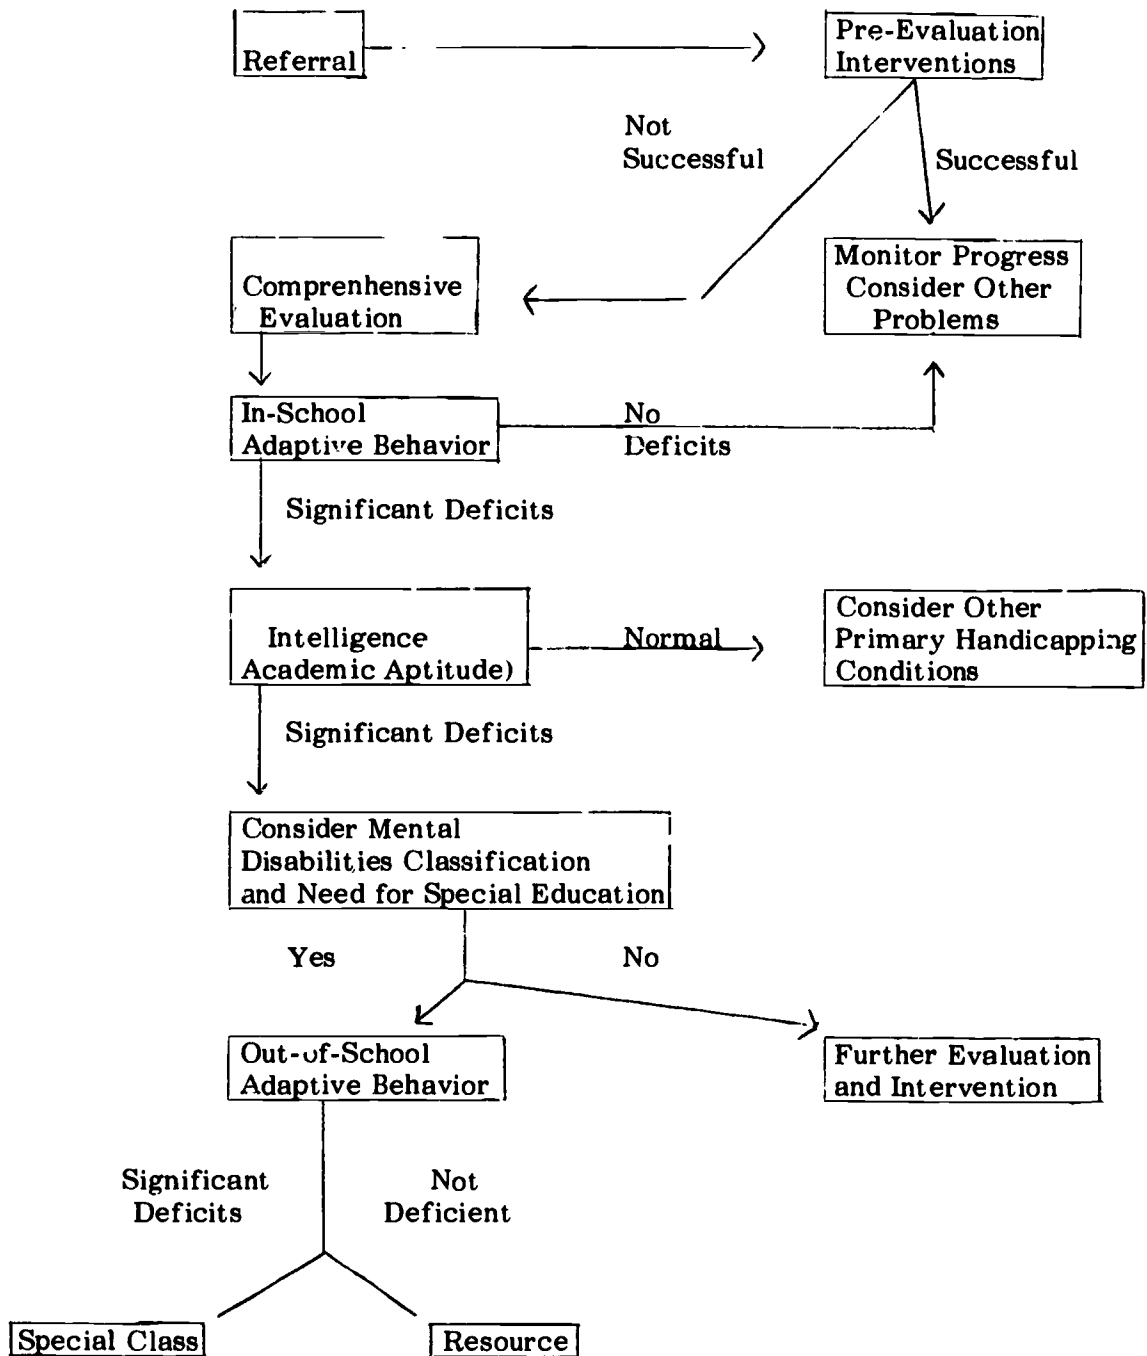 Referral
Pre-Evaluation
Interventions
Not
Successful
Successful
Comprenhensive
Evaluation
Monitor Progress
Consider Other
Problems
In-School
Adaptive Behavior
No
Deficits
Significant Deficits
Intelligence
Academic Aptitude)
Normal
Consider Other
Primary Handicapping
Conditions
Significant Deficits
Consider Mental
Disabilities Classification
and Need for Special Education
Yes
No
Out-of-School
Adaptive Behavior
Further Evaluation
and Intervention
Significant
Deficits
Not
Deficient
Special Class
Resource